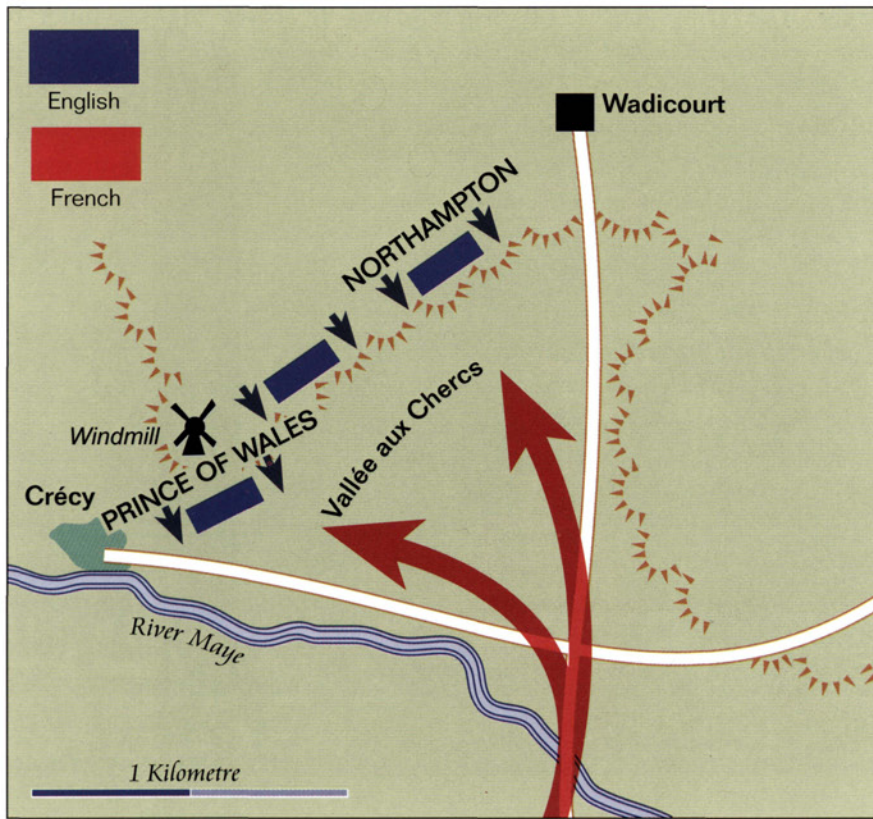 English
French
Wadicourt
NORTHAMPTON
Windmill
PRINCE OF WALES
Vallée aux Chercs
Crécy
River Maye
1 Kilometre